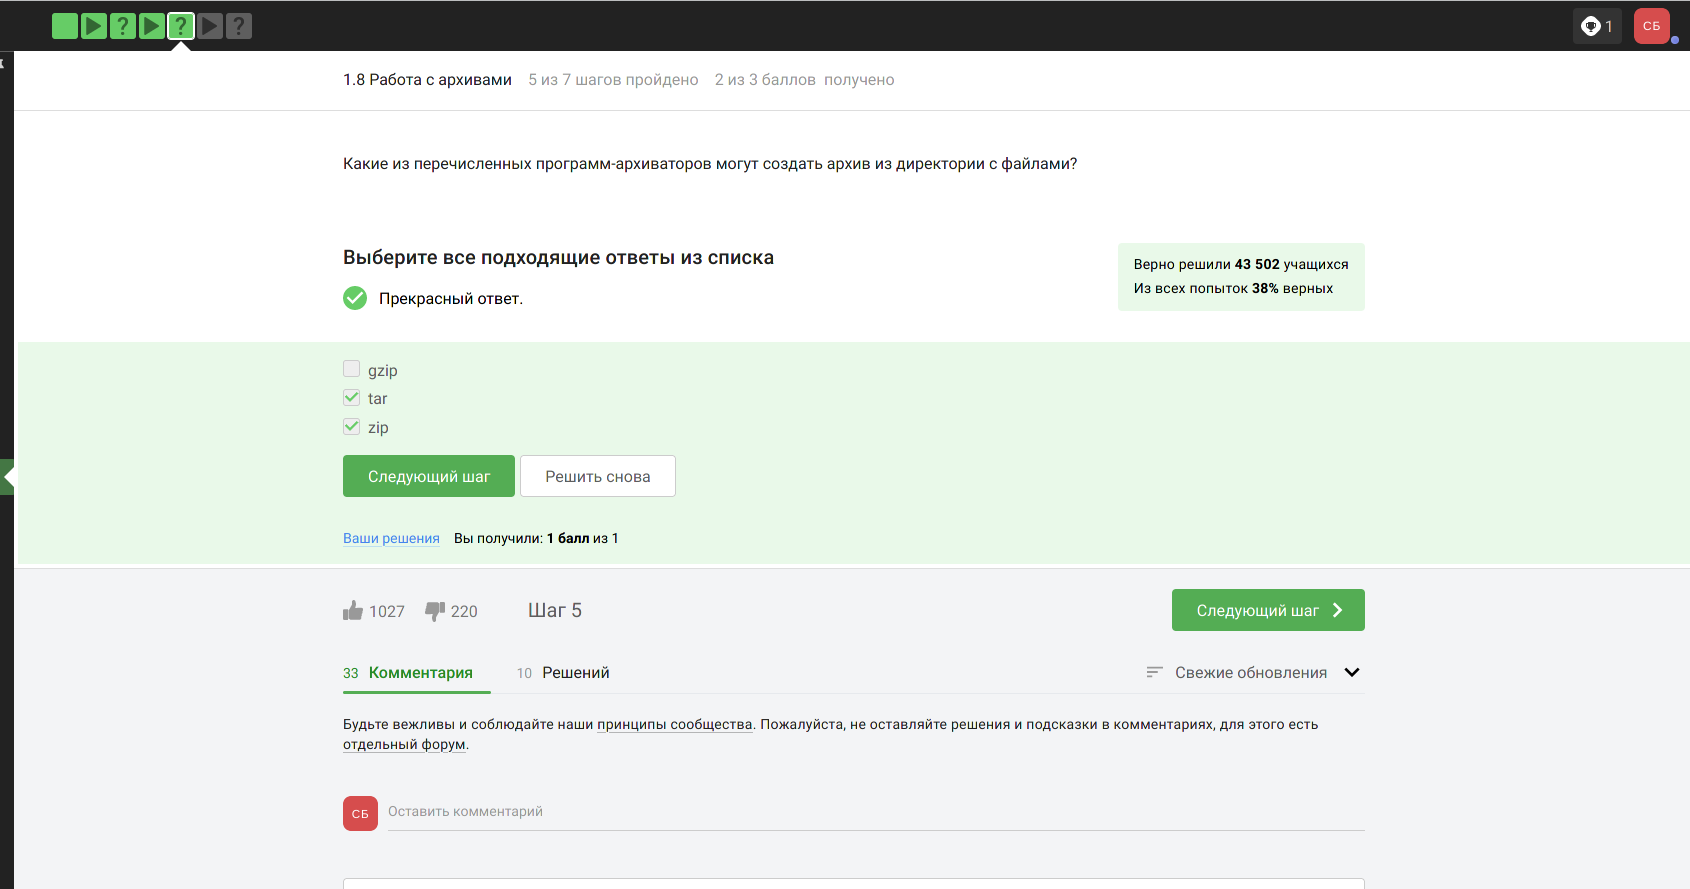 1
СБ
1.8 Работа с архивами 5 из 7 шагов пройдено 2 из 3 баллов получено
Какие из перечисленных программ-архиваторов могут создать архив из директории с файлами?
Выберите все подходящие ответы из списка
Прекрасный ответ.
Верно решили 43 502 учащихся
Из всех попыток 38% верных
gzip
tar
zip
Следующий шаг
Решить снова
Ваши решения Вы получили: 1 балл из 1
1027 220 Шаг 5
Следующий шаг
33 Комментария 10 Решений
Свежие обновления
Будьте вежливы и соблюдайте наши принципы сообщества. Пожалуйста, не оставляйте решения и подсказки в комментариях, для этого есть
отдельный форум.
СБ
Оставить комментарий